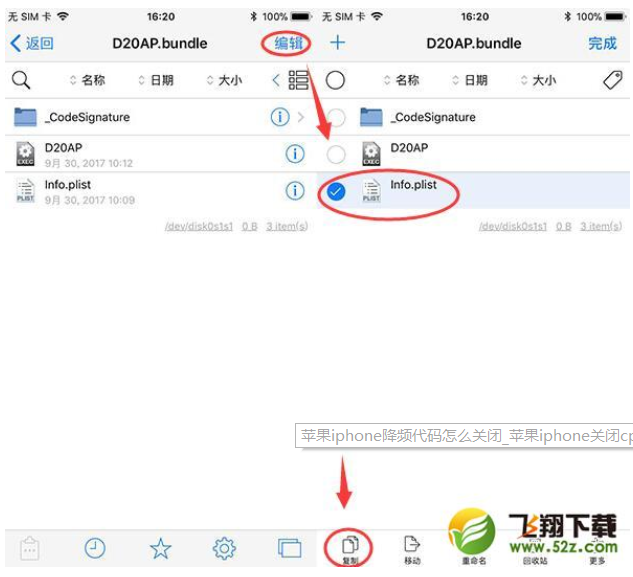 无 SIM 卡 16:20 100%
返回 D20AP.bundle 编辑
名称 日期 大小
_CodeSignature
D20AP
EXEC
9月 30, 2017 10:12
Info.plist
PLIST
9月 30, 2017 10:09
/dev/disk0s1s1 0 B 3 item(s)
无 SIM 卡 16:20 100%
+ D20AP.bundle 完成
名称 日期 大小
_CodeSignature
D20AP
EXEC
Info.plist
PLIST
/dev/disk0s1s1 0 B 3 item(s)
苹果iphone降频代码怎么关闭_苹果iphone关闭cp
复制 移动 重命名 回收站 更多
飞翔下载
www.52z.com